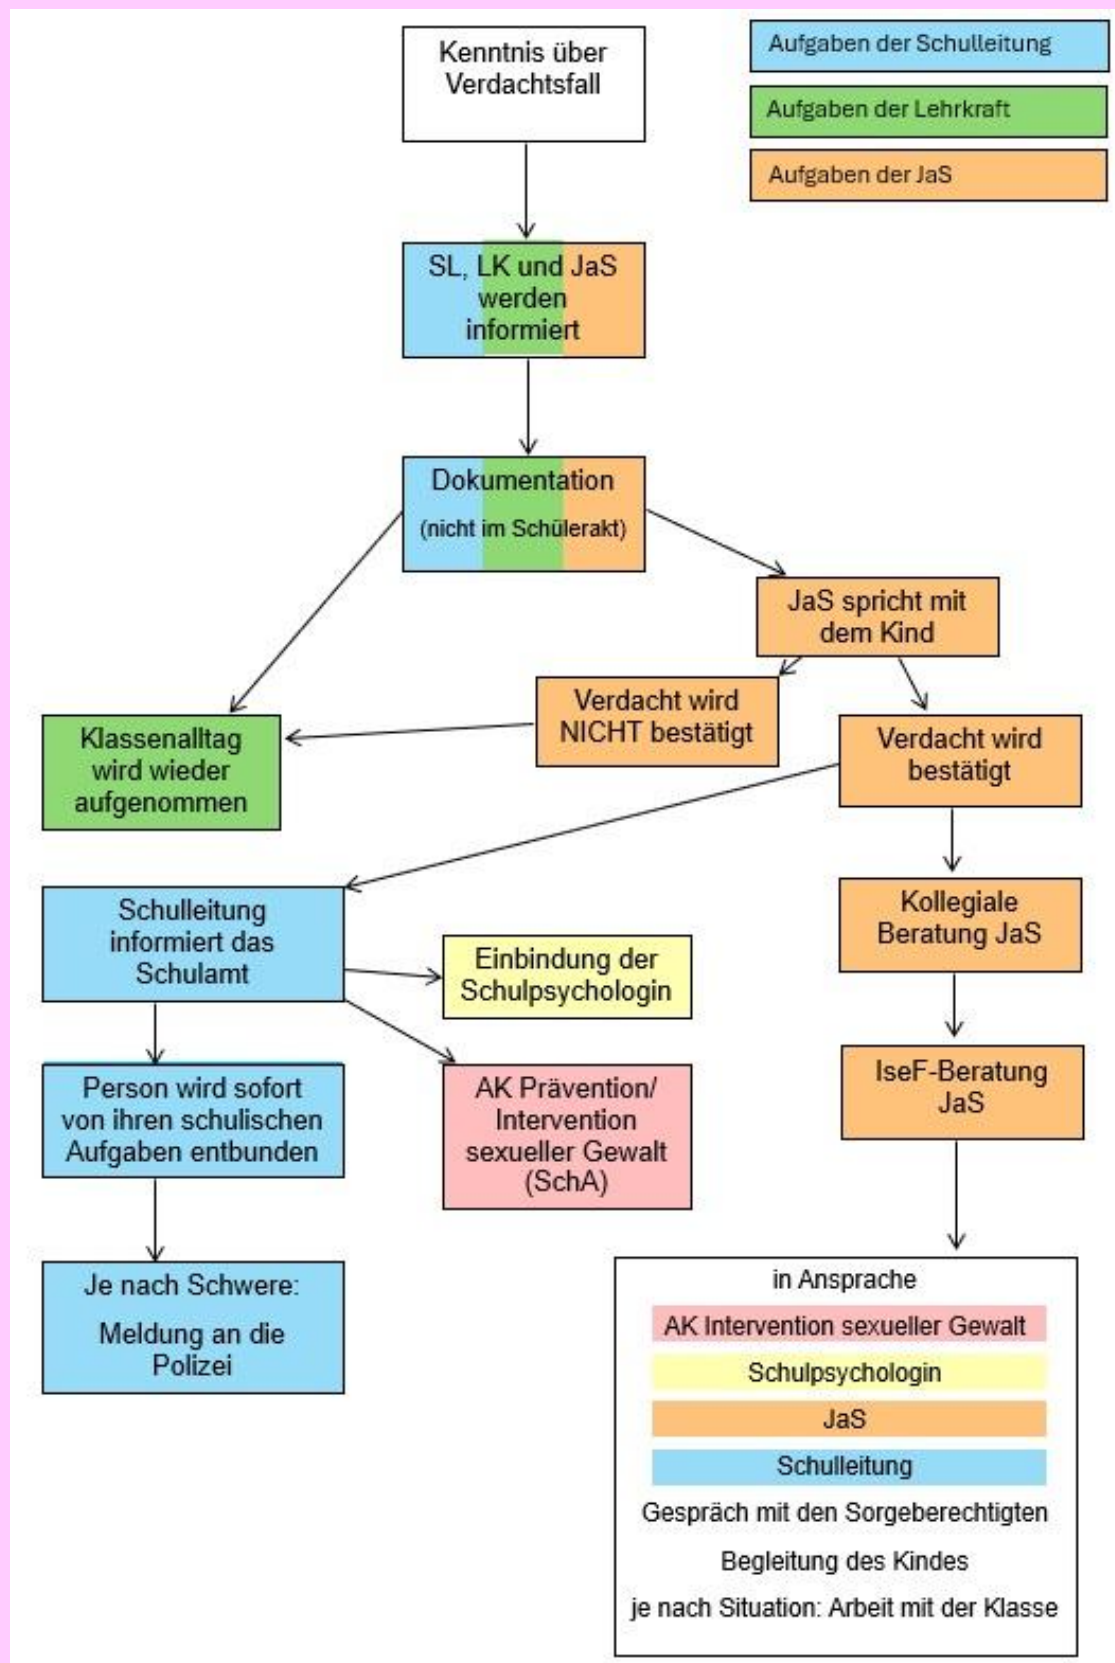 Kenntnis über
Verdachtsfall
Aufgaben der Schulleitung
Aufgaben der Lehrkraft
Aufgaben der JaS
SL, LK und JaS
werden
informiert
Dokumentation
(nicht im Schülerakt)
JaS spricht mit
dem Kind
Verdacht wird
NICHT bestätigt
Verdacht wird
bestätigt
Klassenalltag
wird wieder
aufgenommen
Schulleitung
informiert das
Schulamt
Einbindung der
Schulpsychologin
Kollegiale
Beratung JaS
Person wird sofort
von ihren schulischen
Aufgaben entbunden
AK Prävention/
Intervention
sexueller Gewalt
(SchA)
IseF-Beratung
JaS
Je nach Schwere:
Meldung an die
Polizei
in Ansprache
AK Intervention sexueller Gewalt
Schulpsychologin
JaS
Schulleitung
Gespräch mit den Sorgeberechtigten
Begleitung des Kindes
je nach Situation: Arbeit mit der Klasse